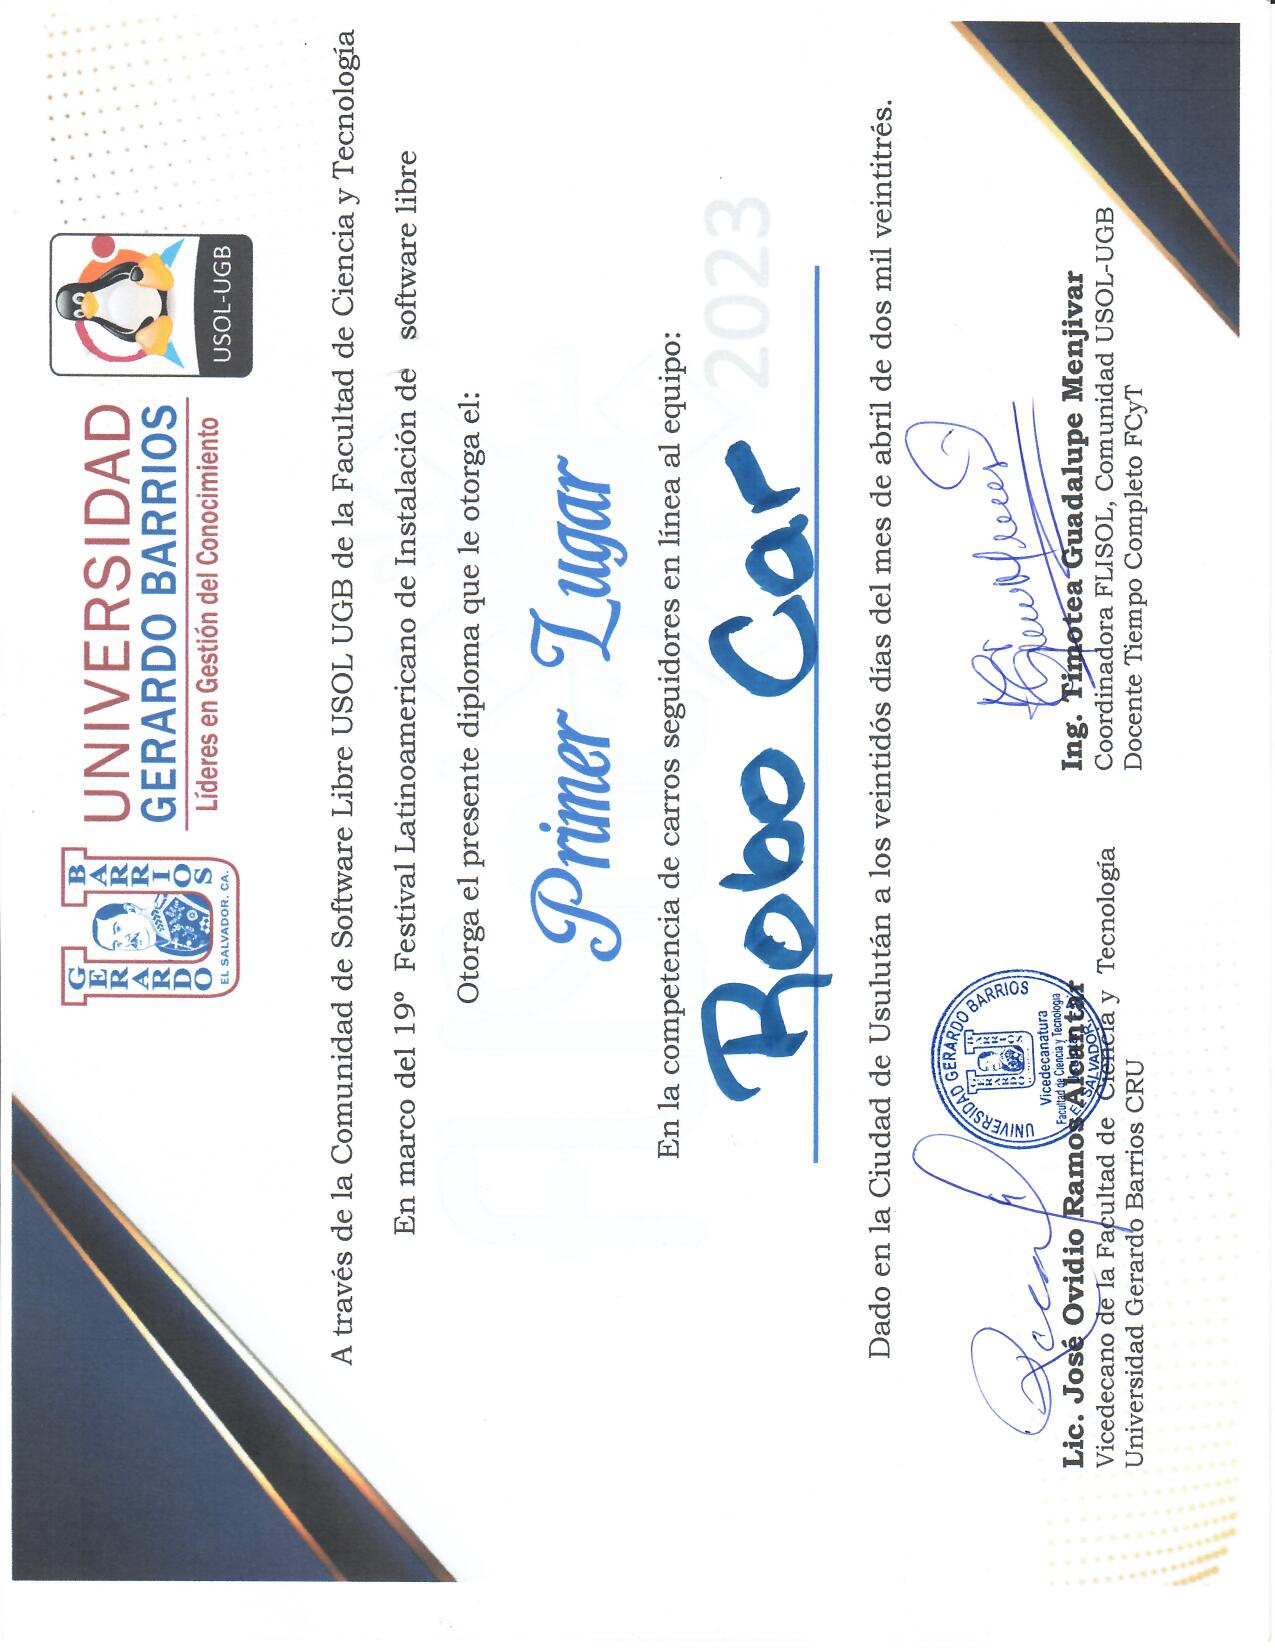 GERARDO BARRIOS
EL SALVADOR, CA.
UNIVERSIDAD
GERARDO BARRIOS
Líderes en Gestión del Conocimiento
USOL-UGB
A través de la Comunidad de Software Libre USOL UGB de la Facultad de Ciencia y Tecnología
En marco del 19º Festival Latinoamericano de Instalación de software libre
Otorga el presente diploma que le otorga el:
Primer Lugar
En la competencia de carros seguidores en línea al equipo:
Robo Car
2023
FLISol
Dado en la Ciudad de Usulután a los veintidós días del mes de abril de dos mil veintitrés.
UNIVERSIDAD GERARDO BARRIOS
GERARDO BARRIOS
Vicedecanatura
Facultad de Ciencia y Tecnología
Usulután
EL SALVADOR, C.A.
Lic. José Ovidio Ramos Alcantar
Vicedecano de la Facultad de Ciencia y Tecnología
Universidad Gerardo Barrios CRU
Ing. Timotea Guadalupe Menjivar
Coordinadora FLISOL, Comunidad USOL-UGB
Docente Tiempo Completo FCyT